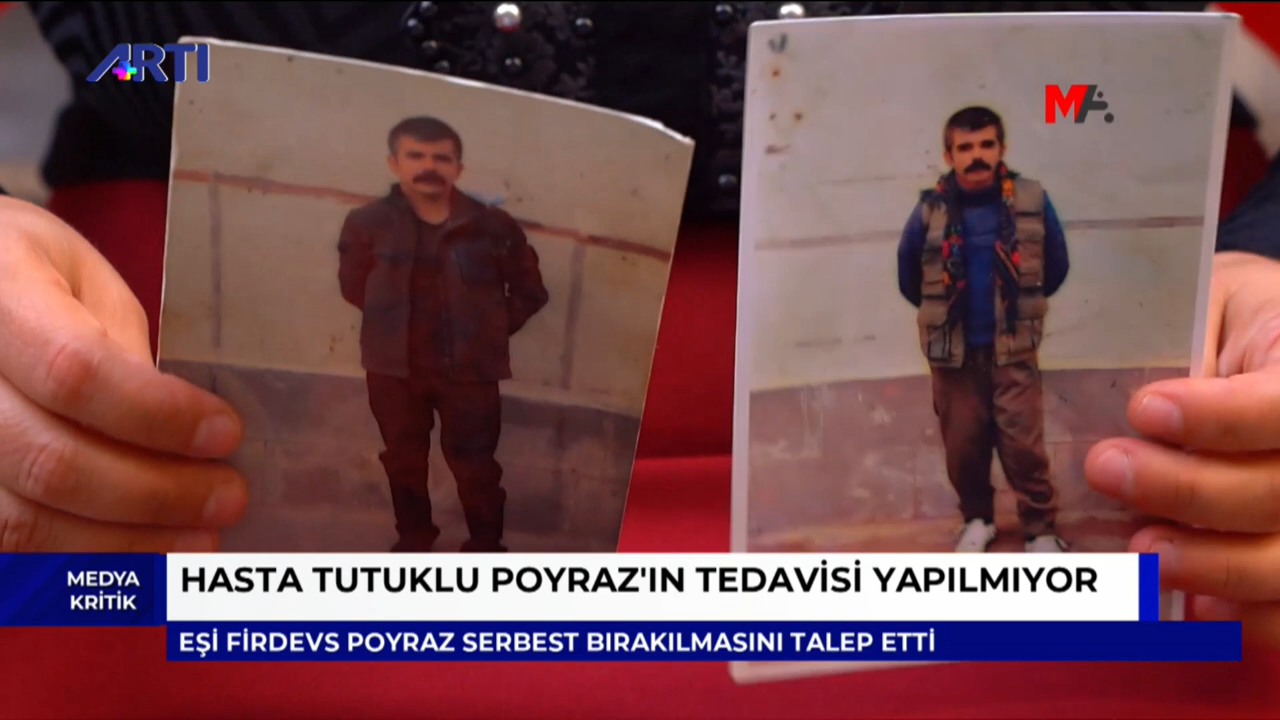 ARTI
MA
HASTA TUTUKLU POYRAZ'IN TEDAVİSİ YAPILMIYOR
MEDYA
KRİTİK
EŞİ FİRDEVS POYRAZ SERBEST BIRAKILMASINI TALEP ETTİ